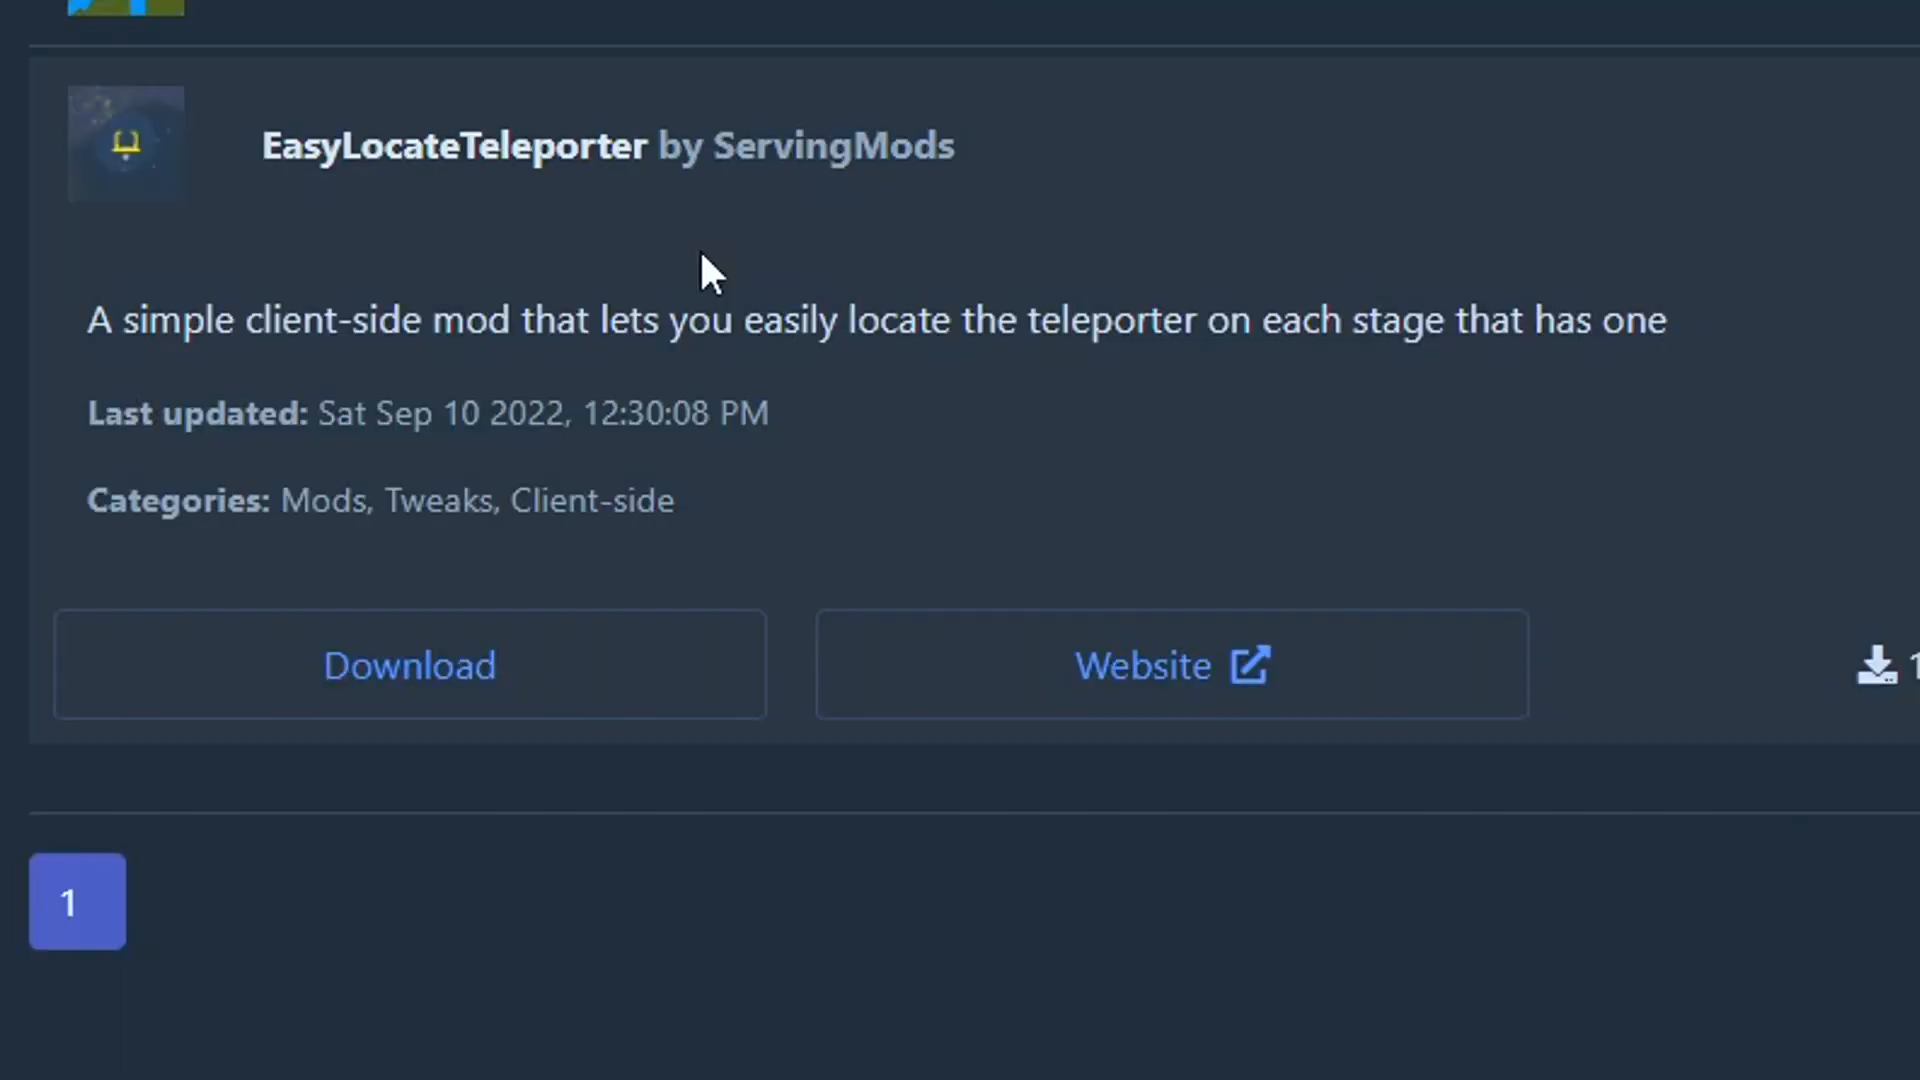 EasyLocateTeleporter by ServingMods
A simple client-side mod that lets you easily locate the teleporter on each stage that has one
Last updated: Sat Sep 10 2022, 12:30:08 PM
Categories: Mods, Tweaks, Client-side
Download
Website
1